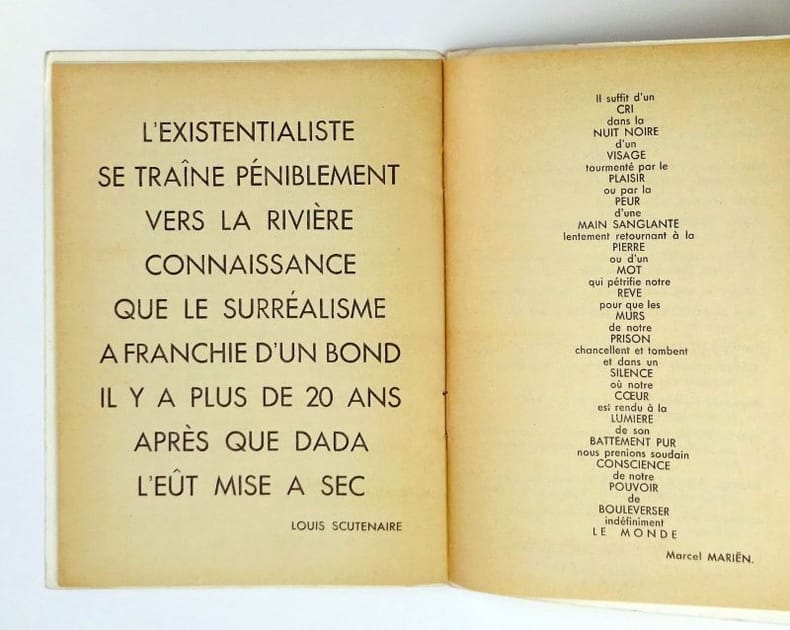 L'EXISTENTIALISTE
SE TRAÎNE PÉNIBLEMENT
VERS LA RIVIÈRE
CONNAISSANCE
QUE LE SURRÉALISME
A FRANCHIE D'UN BOND
IL Y A PLUS DE 20 ANS
APRÈS QUE DADA
L'EÛT MISE A SEC
LOUIS SCUTENAIRE
Il suffit d'un
CRI
dans la
NUIT NOIRE
d'un
VISAGE
tourmenté par le
PLAISIR
ou par la
PEUR
d'une
MAIN SANGLANTE
lentement retournant à la
PIERRE
ou d'un
MOT
qui pétrifie notre
REVE
pour que les
MURS
de notre
PRISON
chancellent et tombent
et dans un
SILENCE
où notre
CŒUR
est rendu à la
LUMIERE
de son
BATTEMENT PUR
nous prenions soudain
CONSCIENCE
de notre
POUVOIR
de
BOULEVERSER
indéfiniment
LE MONDE
Marcel MARIËN.